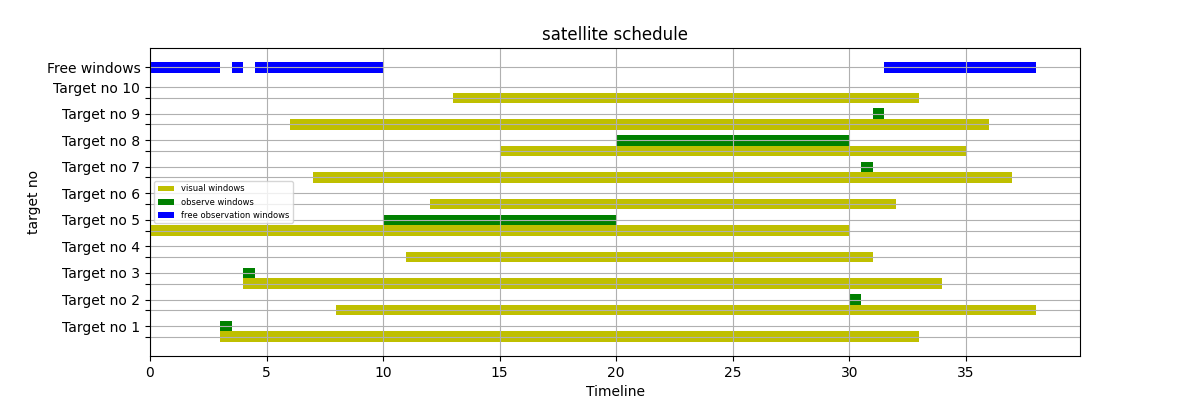 satellite schedule
Free windows
Target no 10
Target no 9
Target no 8
Target no 7
Target no 6
Target no 5
Target no 4
Target no 3
Target no 2
Target no 1
target no
visual windows
observe windows
free observation windows
0 5 10 15 20 25 30 35
Timeline